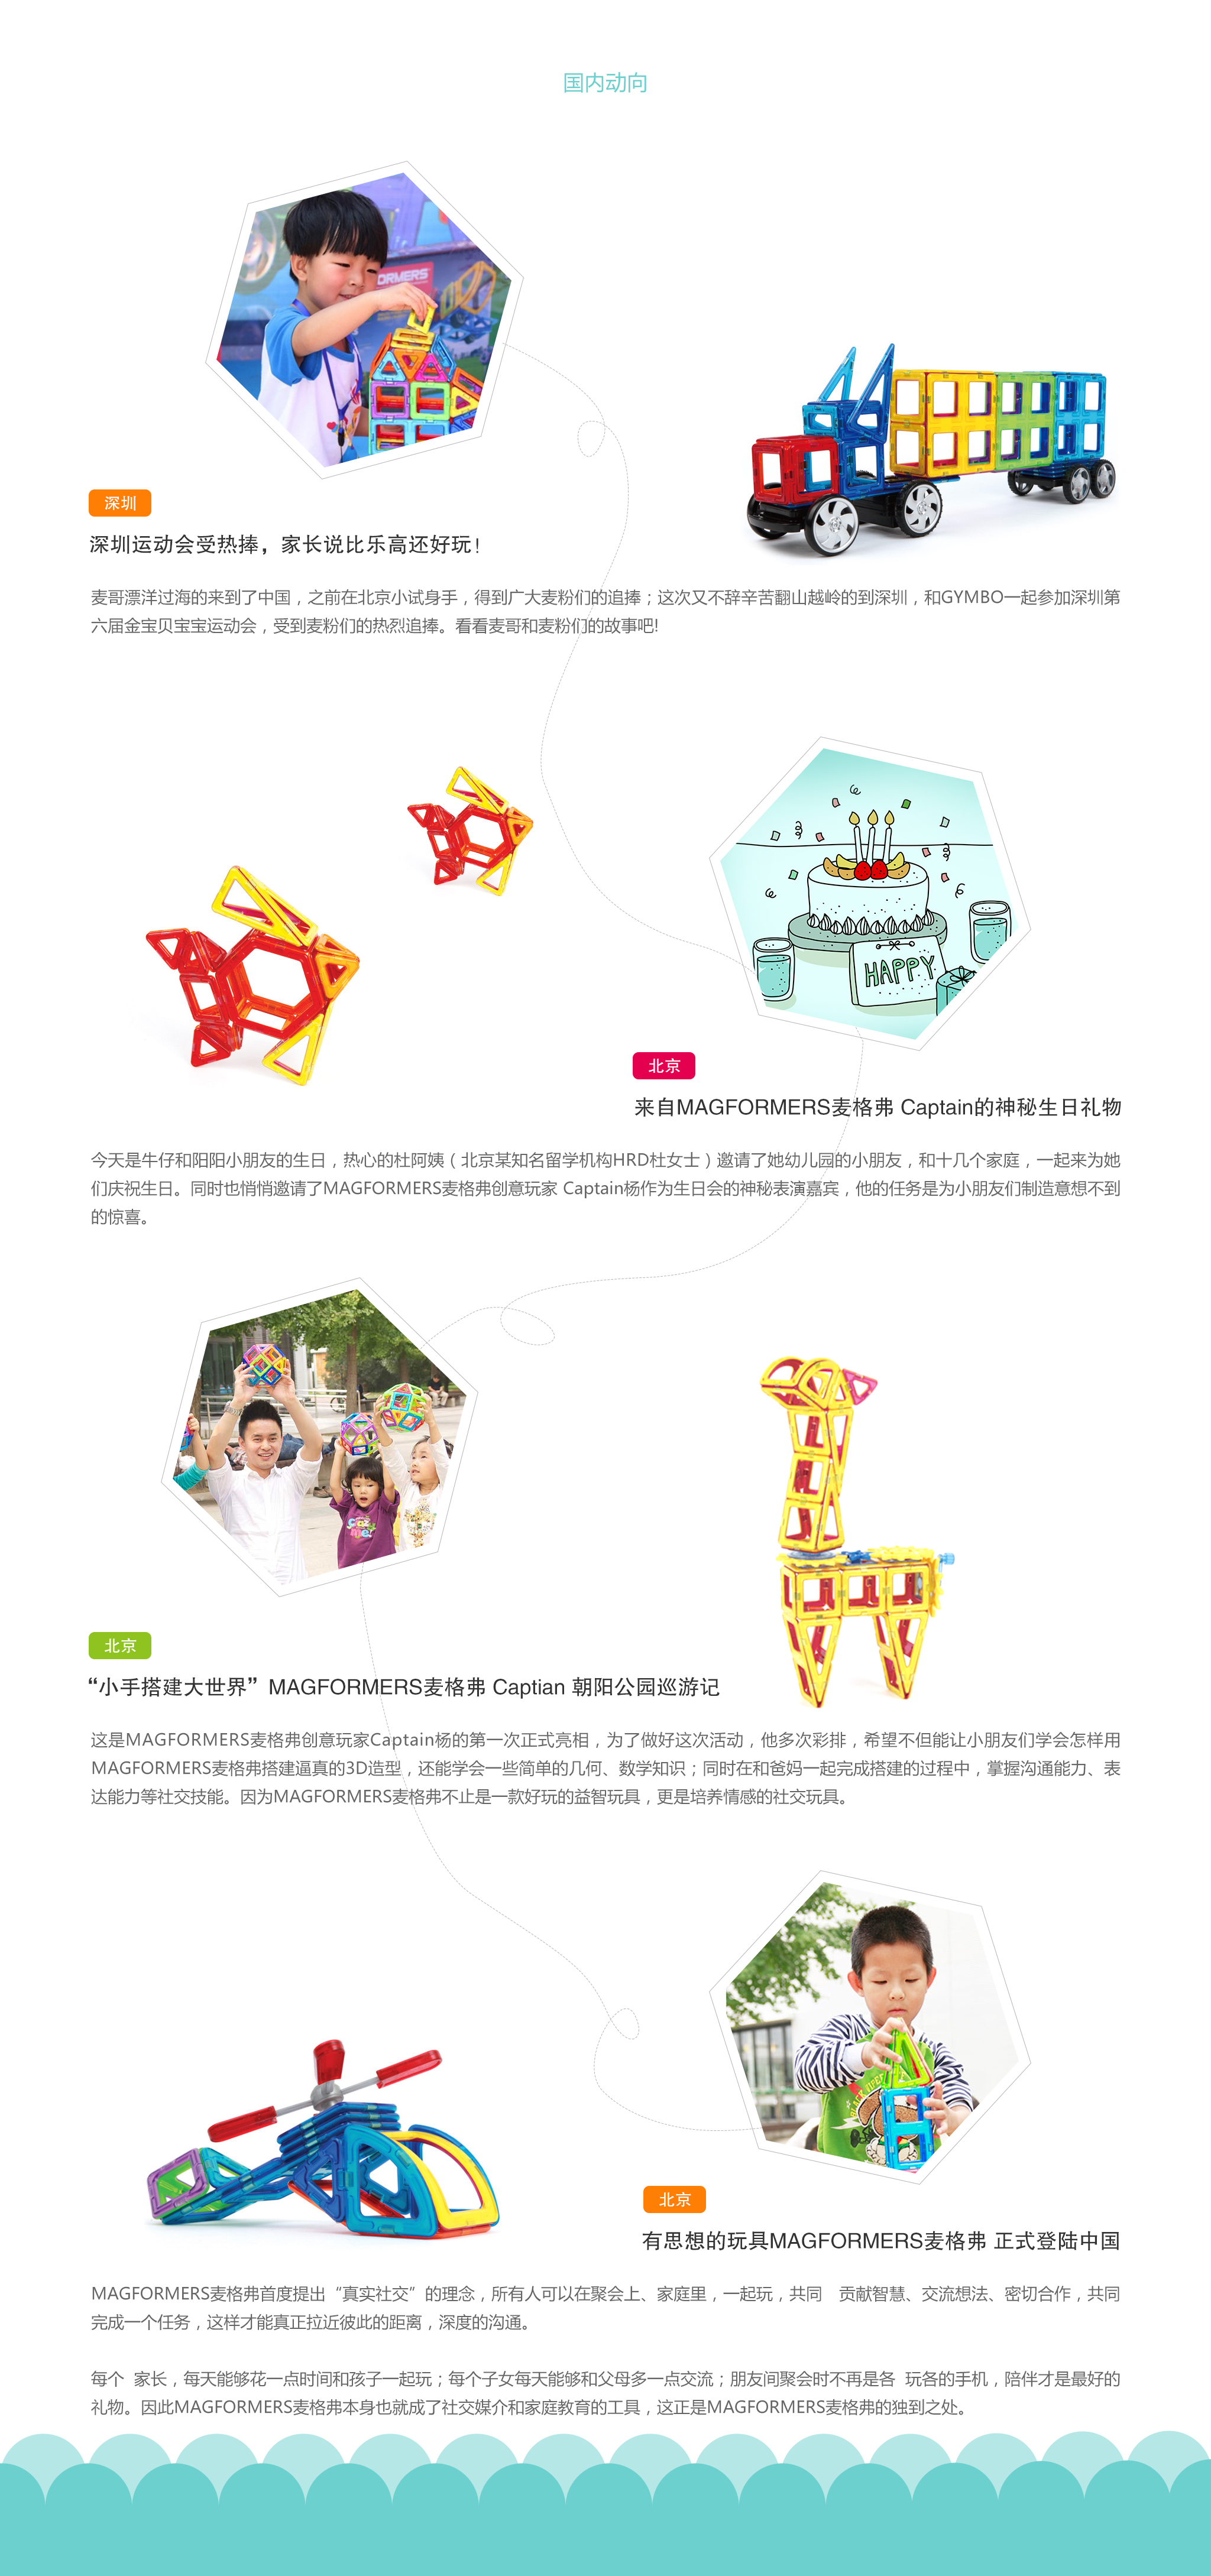 国内动向
ORMERS
深圳
深圳运动会受热捧，家长说比乐高还好玩！
麦哥漂洋过海的来到了中国，之前在北京小试身手，得到广大麦粉们的追捧；这次又不辞辛苦翻山越岭的到深圳，和GYMBO一起参加深圳第
六届金宝贝宝宝运动会，受到麦粉们的热烈追捧。看看麦哥和麦粉们的故事吧!
HAPPY
北京
来自MAGFORMERS麦格弗 Captain的神秘生日礼物
今天是牛仔和阳阳小朋友的生日，热心的杜阿姨（北京某知名留学机构HRD杜女士）邀请了她幼儿园的小朋友，和十几个家庭，一起来为她
们庆祝生日。同时也悄悄邀请了MAGFORMERS麦格弗创意玩家 Captain杨作为生日会的神秘表演嘉宾，他的任务是为小朋友们制造意想不到
的惊喜。
北京
“小手搭建大世界”MAGFORMERS麦格弗 Captian 朝阳公园巡游记
这是MAGFORMERS麦格弗创意玩家Captain杨的第一次正式亮相，为了做好这次活动，他多次彩排，希望不但能让小朋友们学会怎样用
MAGFORMERS麦格弗搭建逼真的3D造型，还能学会一些简单的几何、数学知识；同时在和爸妈一起完成搭建的过程中，掌握沟通能力、表
达能力等社交技能。因为MAGFORMERS麦格弗不止是一款好玩的益智玩具，更是培养情感的社交玩具。
北京
有思想的玩具MAGFORMERS麦格弗 正式登陆中国
MAGFORMERS麦格弗首度提出“真实社交”的理念，所有人可以在聚会上、家庭里，一起玩，共同 贡献智慧、交流想法、密切合作，共同
完成一个任务，这样才能真正拉近彼此的距离，深度的沟通。
每个 家长，每天能够花一点时间和孩子一起玩；每个子女每天能够和父母多一点交流；朋友间聚会时不再是各 玩各的手机，陪伴才是最好的
礼物。因此MAGFORMERS麦格弗本身也就成了社交媒介和家庭教育的工具，这正是MAGFORMERS麦格弗的独到之处。